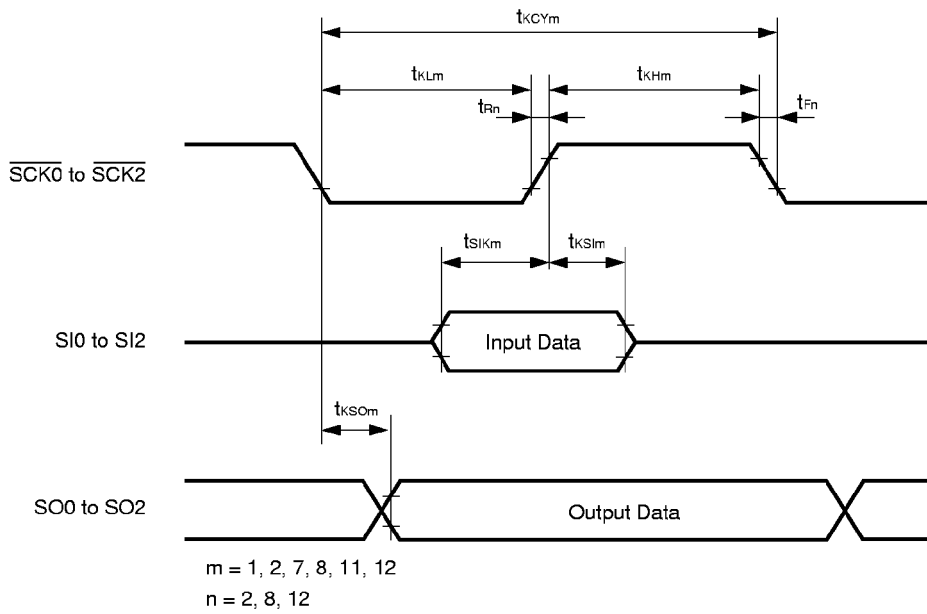 tKCYm
tKLm
tKHm
tRn
tFn
SCK0 to SCK2
tSIKm
tKSIm
SI0 to SI2
Input Data
tKSOm
SO0 to SO2
Output Data
m = 1, 2, 7, 8, 11, 12
n = 2, 8, 12